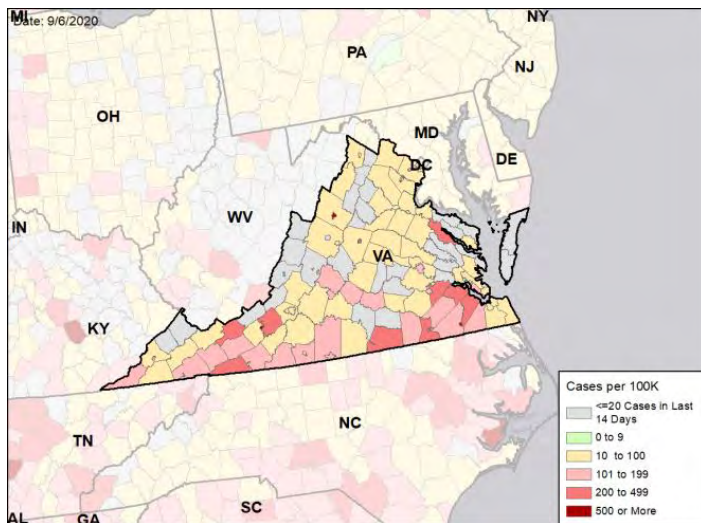 MI
Date: 9/6/2020
NY
PA
NJ
OH
MD
DE
DC
IN
WV
VA
KY
TN
NC
AL
GA
SC
Cases per 100K
<=20 Cases in Last
14 Days
0 to 9
10 to 100
101 to 199
200 to 499
500 or More